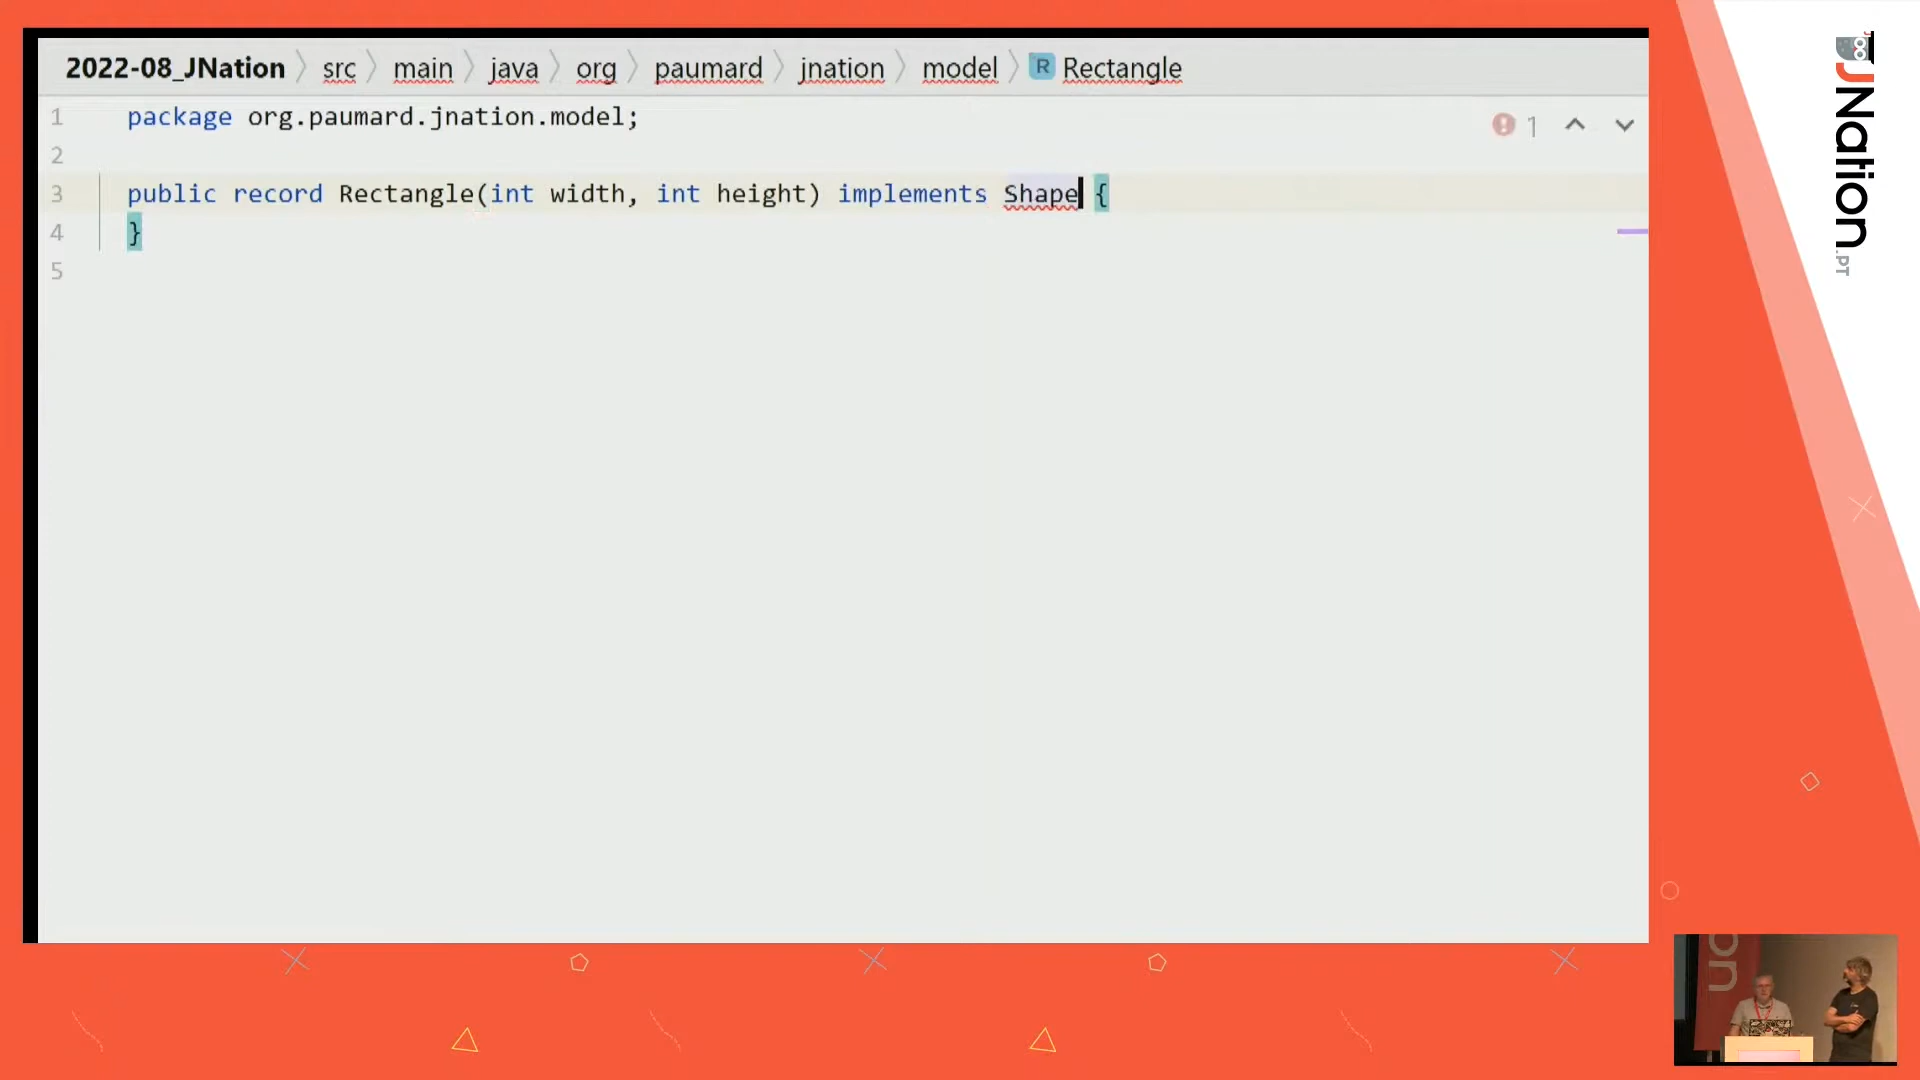 2022-08_JNation src main java org paumard jnation model R Rectangle
1 package org.paumard.jnation.model;
1
2
3 public record Rectangle(int width, int height) implements Shape {
4 }
5
JNation.PT
on